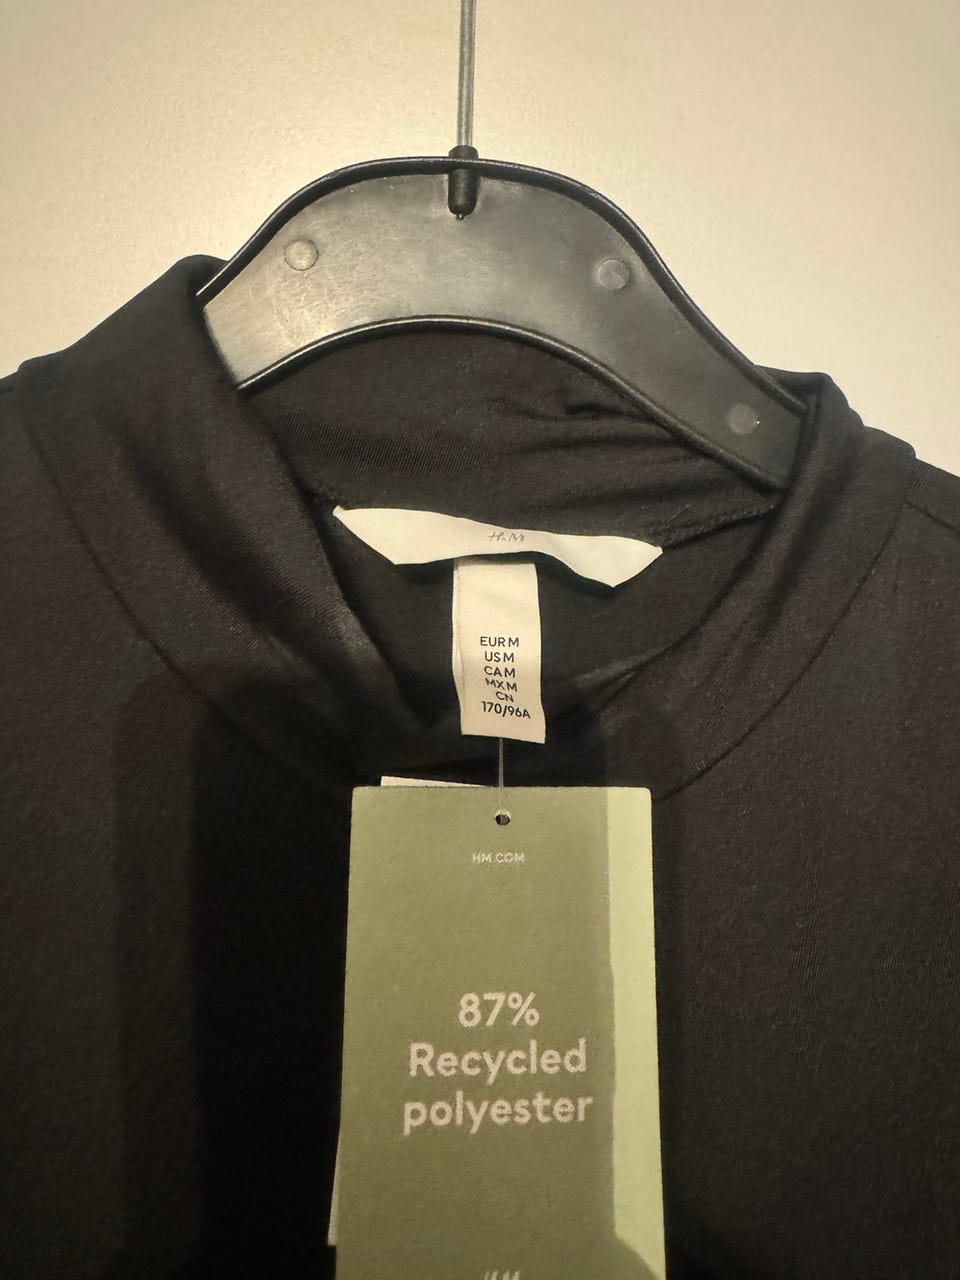 H&M
EUR M
US M
CA M
MX M
CN
170/96A
HM.COM
87%
Recycled
polyester